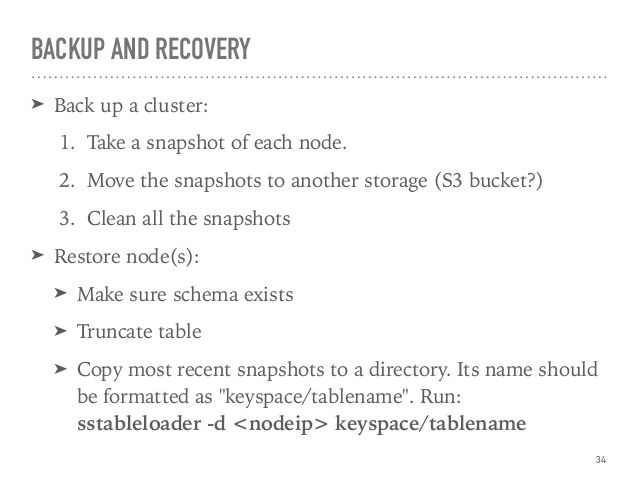 BACKUP AND RECOVERY
➤ Back up a cluster:
1. Take a snapshot of each node.
2. Move the snapshots to another storage (S3 bucket?)
3. Clean all the snapshots
➤ Restore node(s):
➤ Make sure schema exists
➤ Truncate table
➤ Copy most recent snapshots to a directory. Its name should
be formatted as "keyspace/tablename". Run:
sstableloader -d <nodeip> keyspace/tablename
34